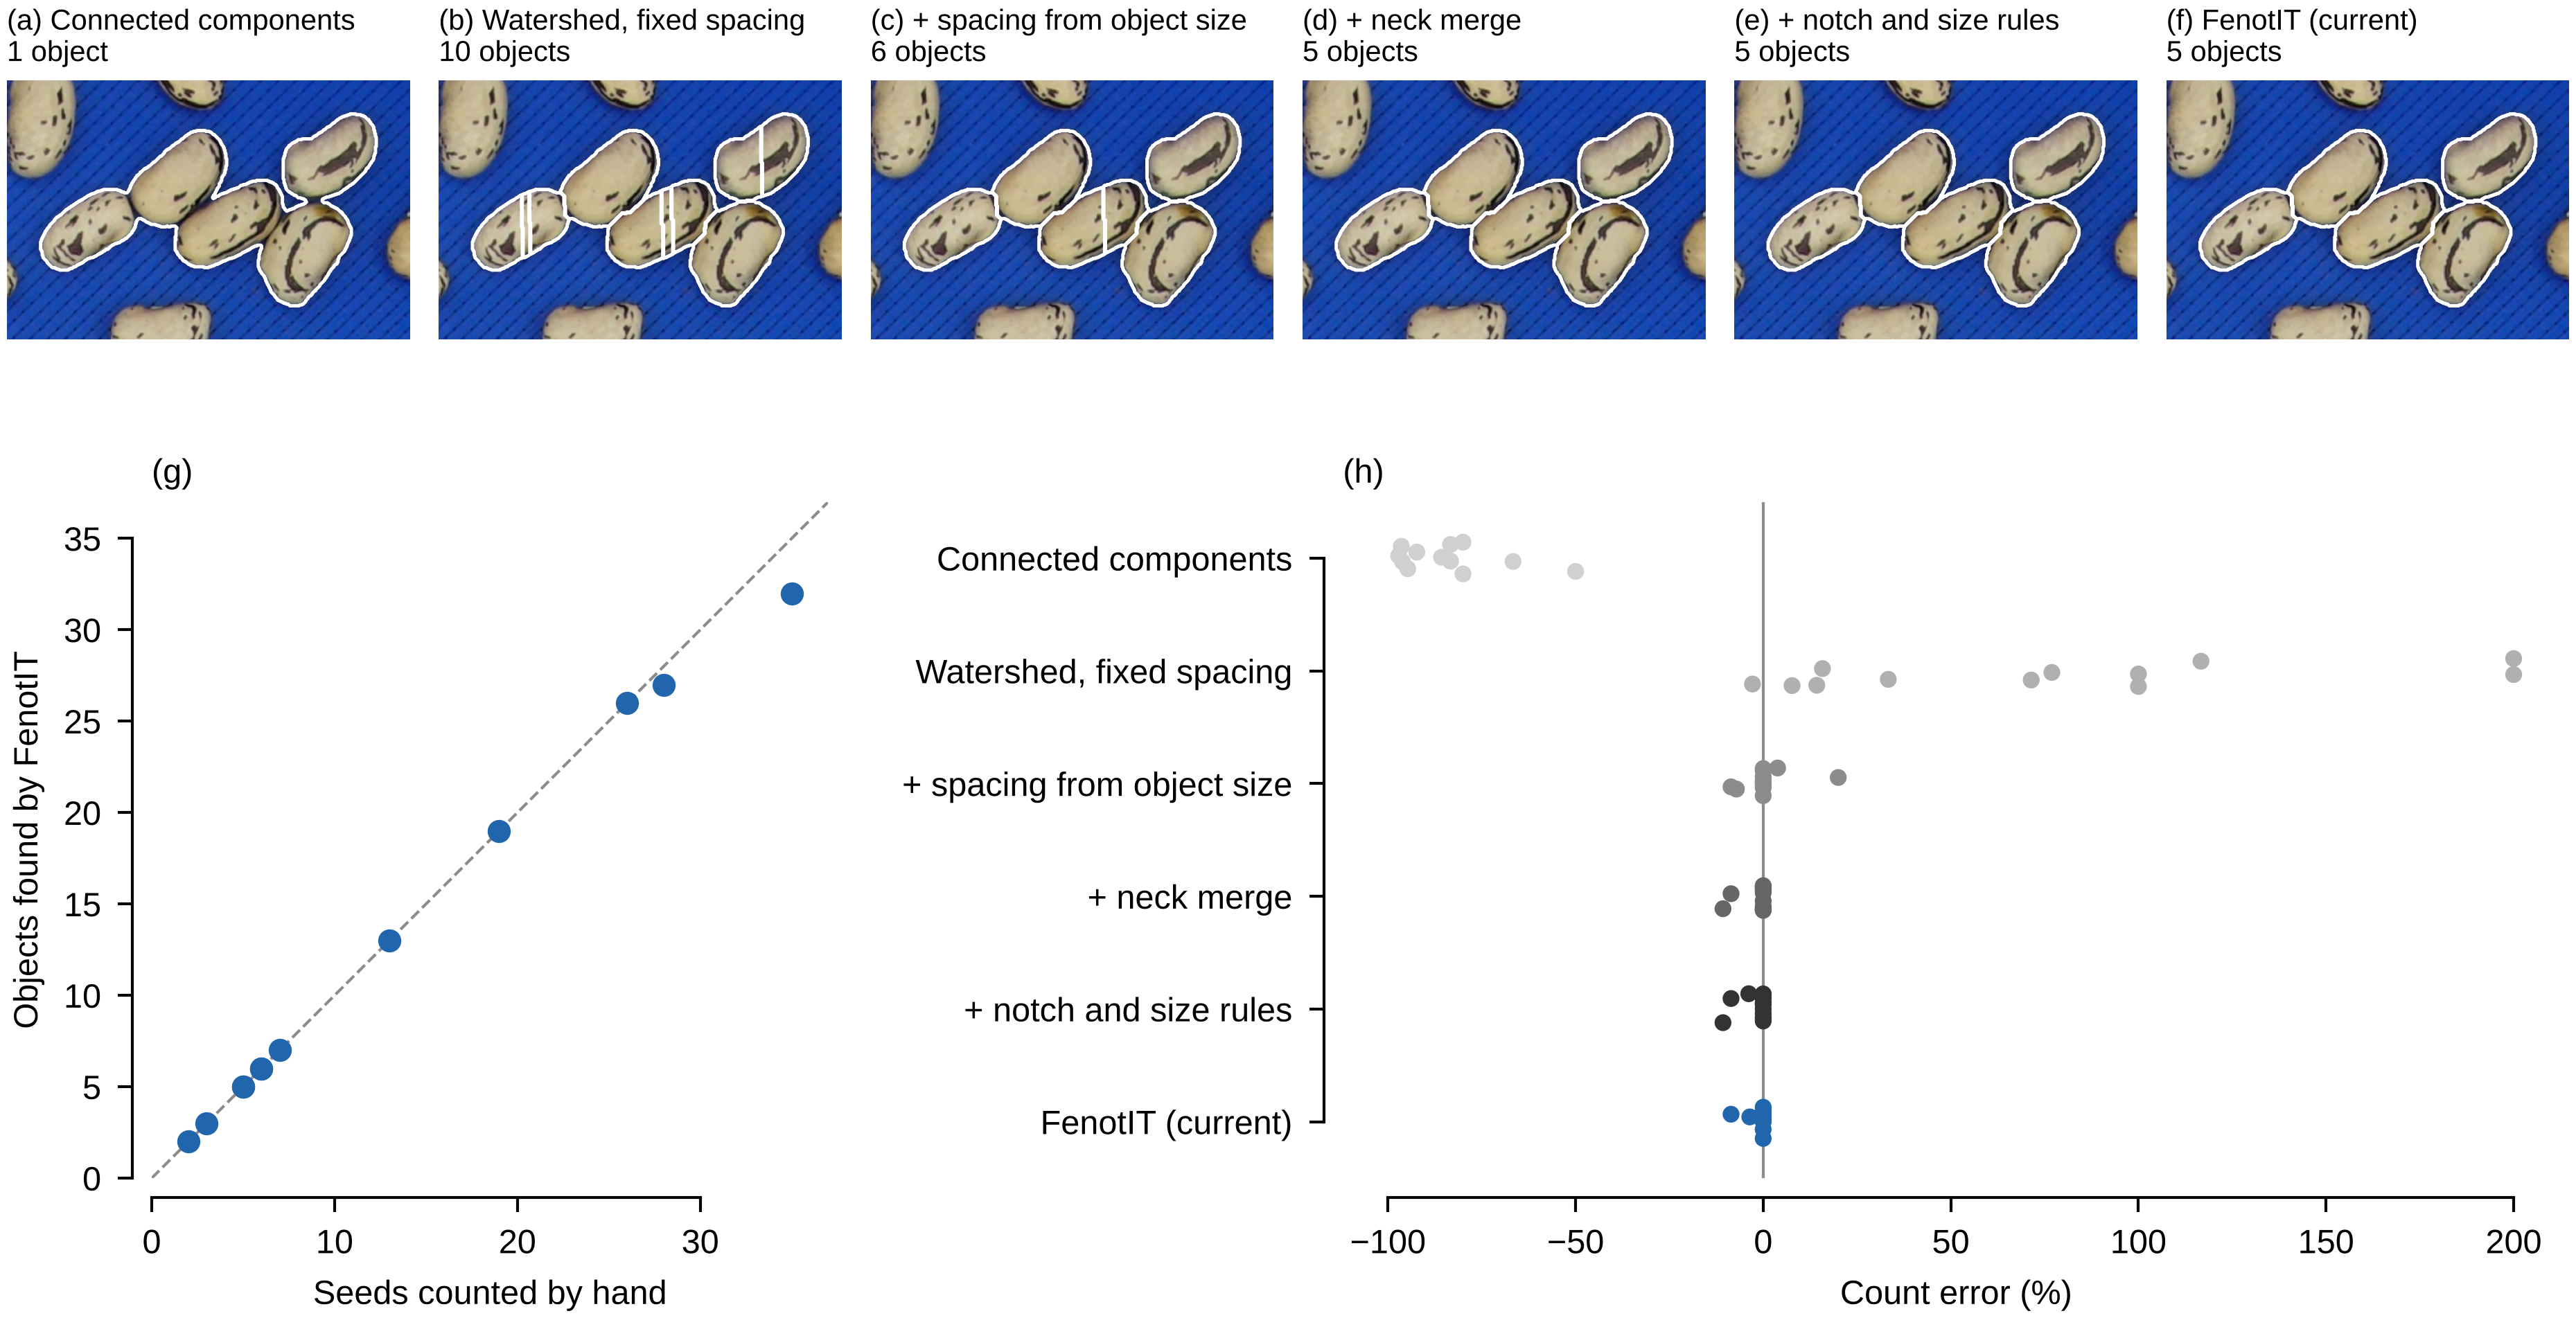 (a) Connected components
1 object
(b) Watershed, fixed spacing
10 objects
(c) + spacing from object size
6 objects
(d) + neck merge
5 objects
(e) + notch and size rules
5 objects
(f) FenotIT (current)
5 objects
(g)
35
30
25
20
15
10
5
0
Objects found by FenotIT
0
10
20
30
Seeds counted by hand
(h)
Connected components
Watershed, fixed spacing
+ spacing from object size
+ neck merge
+ notch and size rules
FenotIT (current)
−100
−50
0
50
100
150
200
Count error (%)